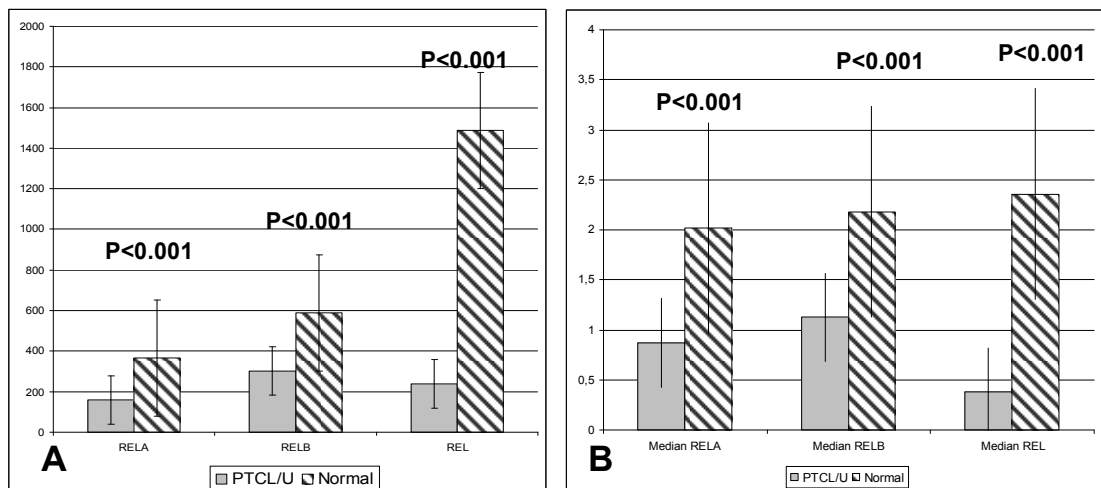 2000
1800
1600
1400
1200
1000
800
600
400
200
0
P<0.001
P<0.001
P<0.001
RELA RELB REL
A
PTCL/U Normal
4
3,5
3
2,5
2
1,5
1
0,5
0
P<0.001
P<0.001
P<0.001
Median RELA Median RELB Median REL
B
PTCL/U Normal